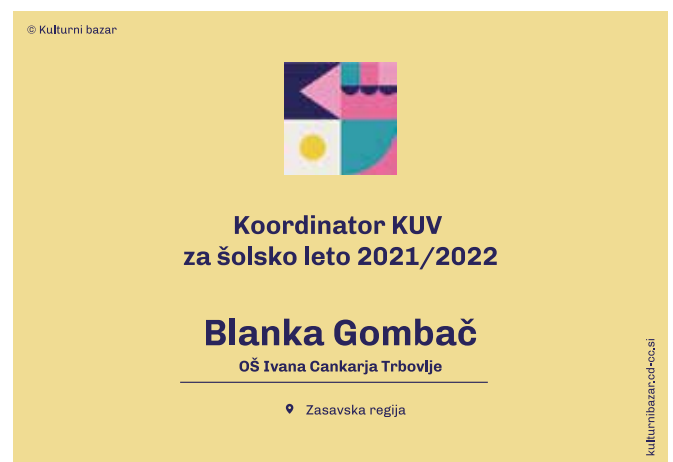 © Kulturni bazar
Koordinator KUV
za šolsko leto 2021/2022
Blanka Gombač
OŠ Ivana Cankarja Trbovlje
Zasavska regija
kulturnibazar.cd-cc.si